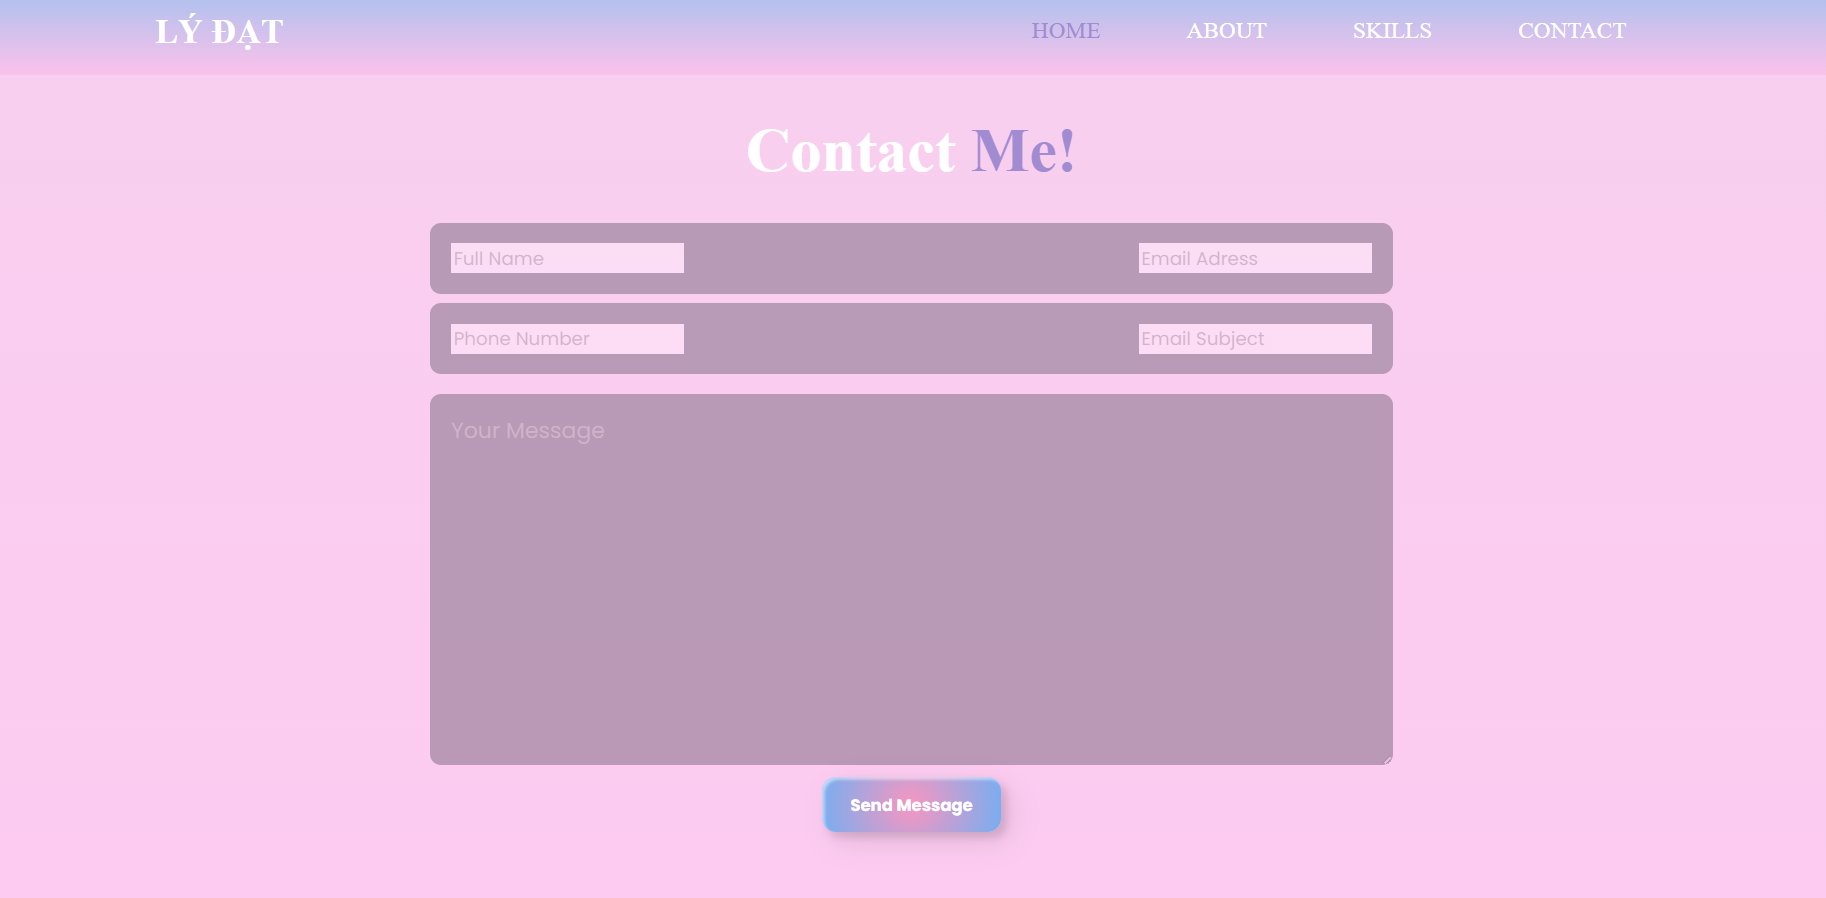 LÝ ĐẠT HOME ABOUT SKILLS CONTACT
Contact Me!
Full Name Email Adress
Phone Number Email Subject
Your Message
Send Message